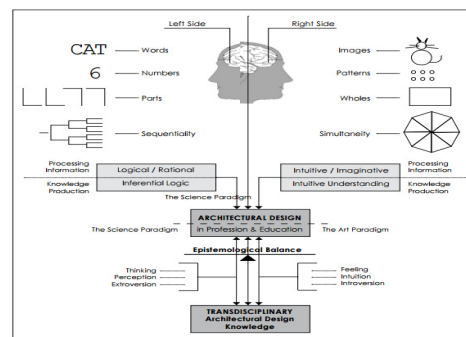 Left Side
Right Side
CAT
Words
Images
6
Numbers
Patterns
Parts
Wholes
Sequentiality
Simultaneity
Processing
Information
Logical / Rational
Intuitive / Imaginative
Processing
Information
Knowledge
Production
Inferential Logic
Intuitive Understanding
Knowledge
Production
The Science Paradigm
ARCHITECTURAL DESIGN
in Profession & Education
The Science Paradigm
The Art Paradigm
Epistemological Balance
Thinking
Perception
Extroversion
Feeling
Intuition
Introversion
TRANSDISCIPLINARY
Architectural Design
Knowledge